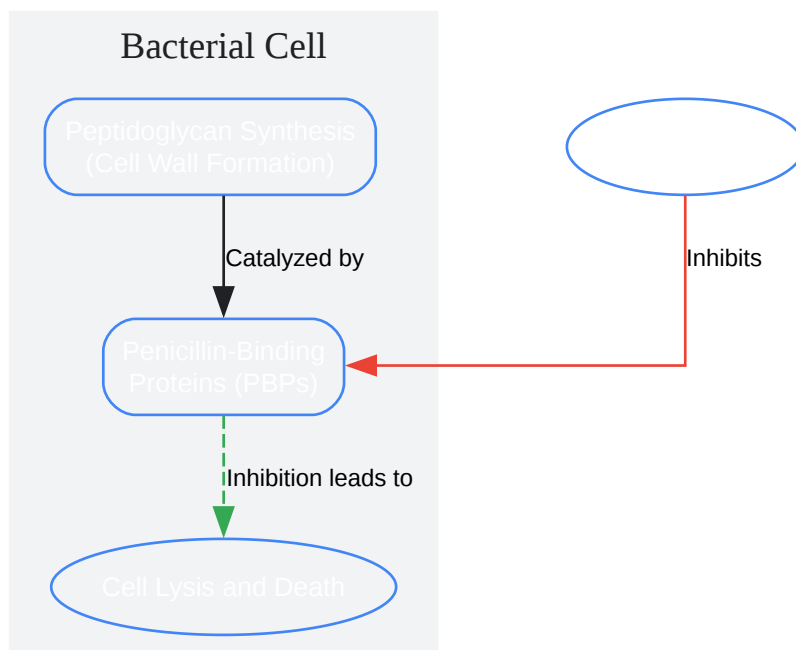 Bacterial Cell
Peptidoglycan Synthesis
(Cell Wall Formation)
Catalyzed by
Inhibits
Penicillin-Binding
Proteins (PBPs)
Inhibition leads to
Cell Lysis and Death